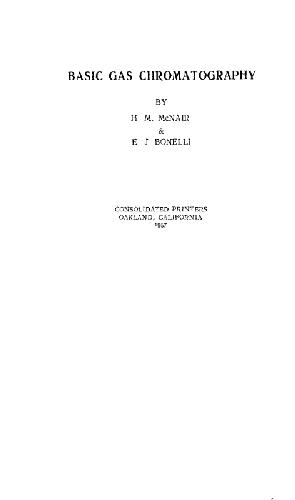 BASIC GAS CHROMATOGRAPHY
BY
H M. McNAIR
&
E J BONELLI
CONSOLIDATED PRINTERS
OAKLAND, CALIFORNIA